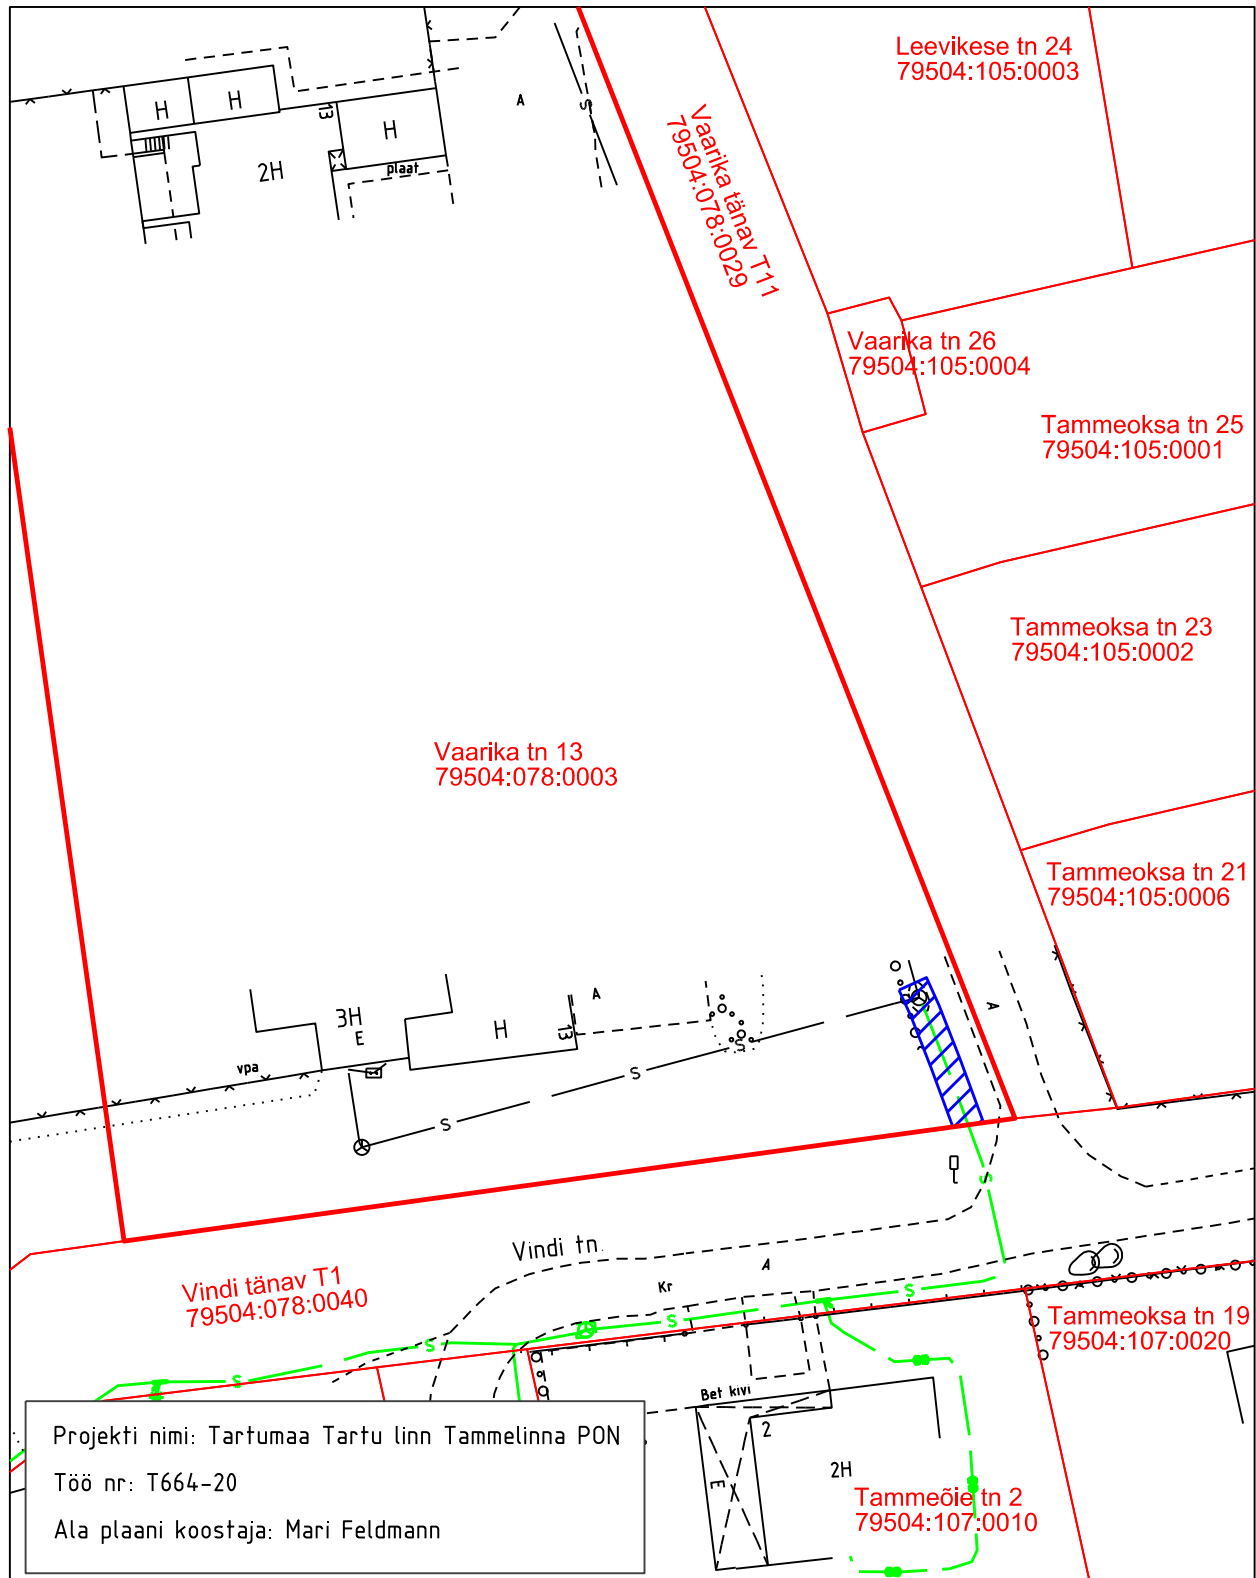 Leevikese tn 24
79504:105:0003
Vaarika tänav T11
79504:078:0029
H
H
H
13
2H
plaat
A
S
Vaarika tn 26
79504:105:0004
Tammeoksa tn 25
79504:105:0001
Tammeoksa tn 23
79504:105:0002
Vaarika tn 13
79504:078:0003
Tammeoksa tn 21
79504:105:0006
3H
E
H
13
A
A
vpa
S
S
S
S
Vindi tn.
A
Kr
Vindi tänav T1
79504:078:0040
S
S
S
S
Tammeoksa tn 19
79504:107:0020
Bet kivi
2
E
2H
Tammeõie tn 2
79504:107:0010
Projekti nimi: Tartumaa Tartu linn Tammelinna PON
Töö nr: T664-20
Ala plaani koostaja: Mari Feldmann